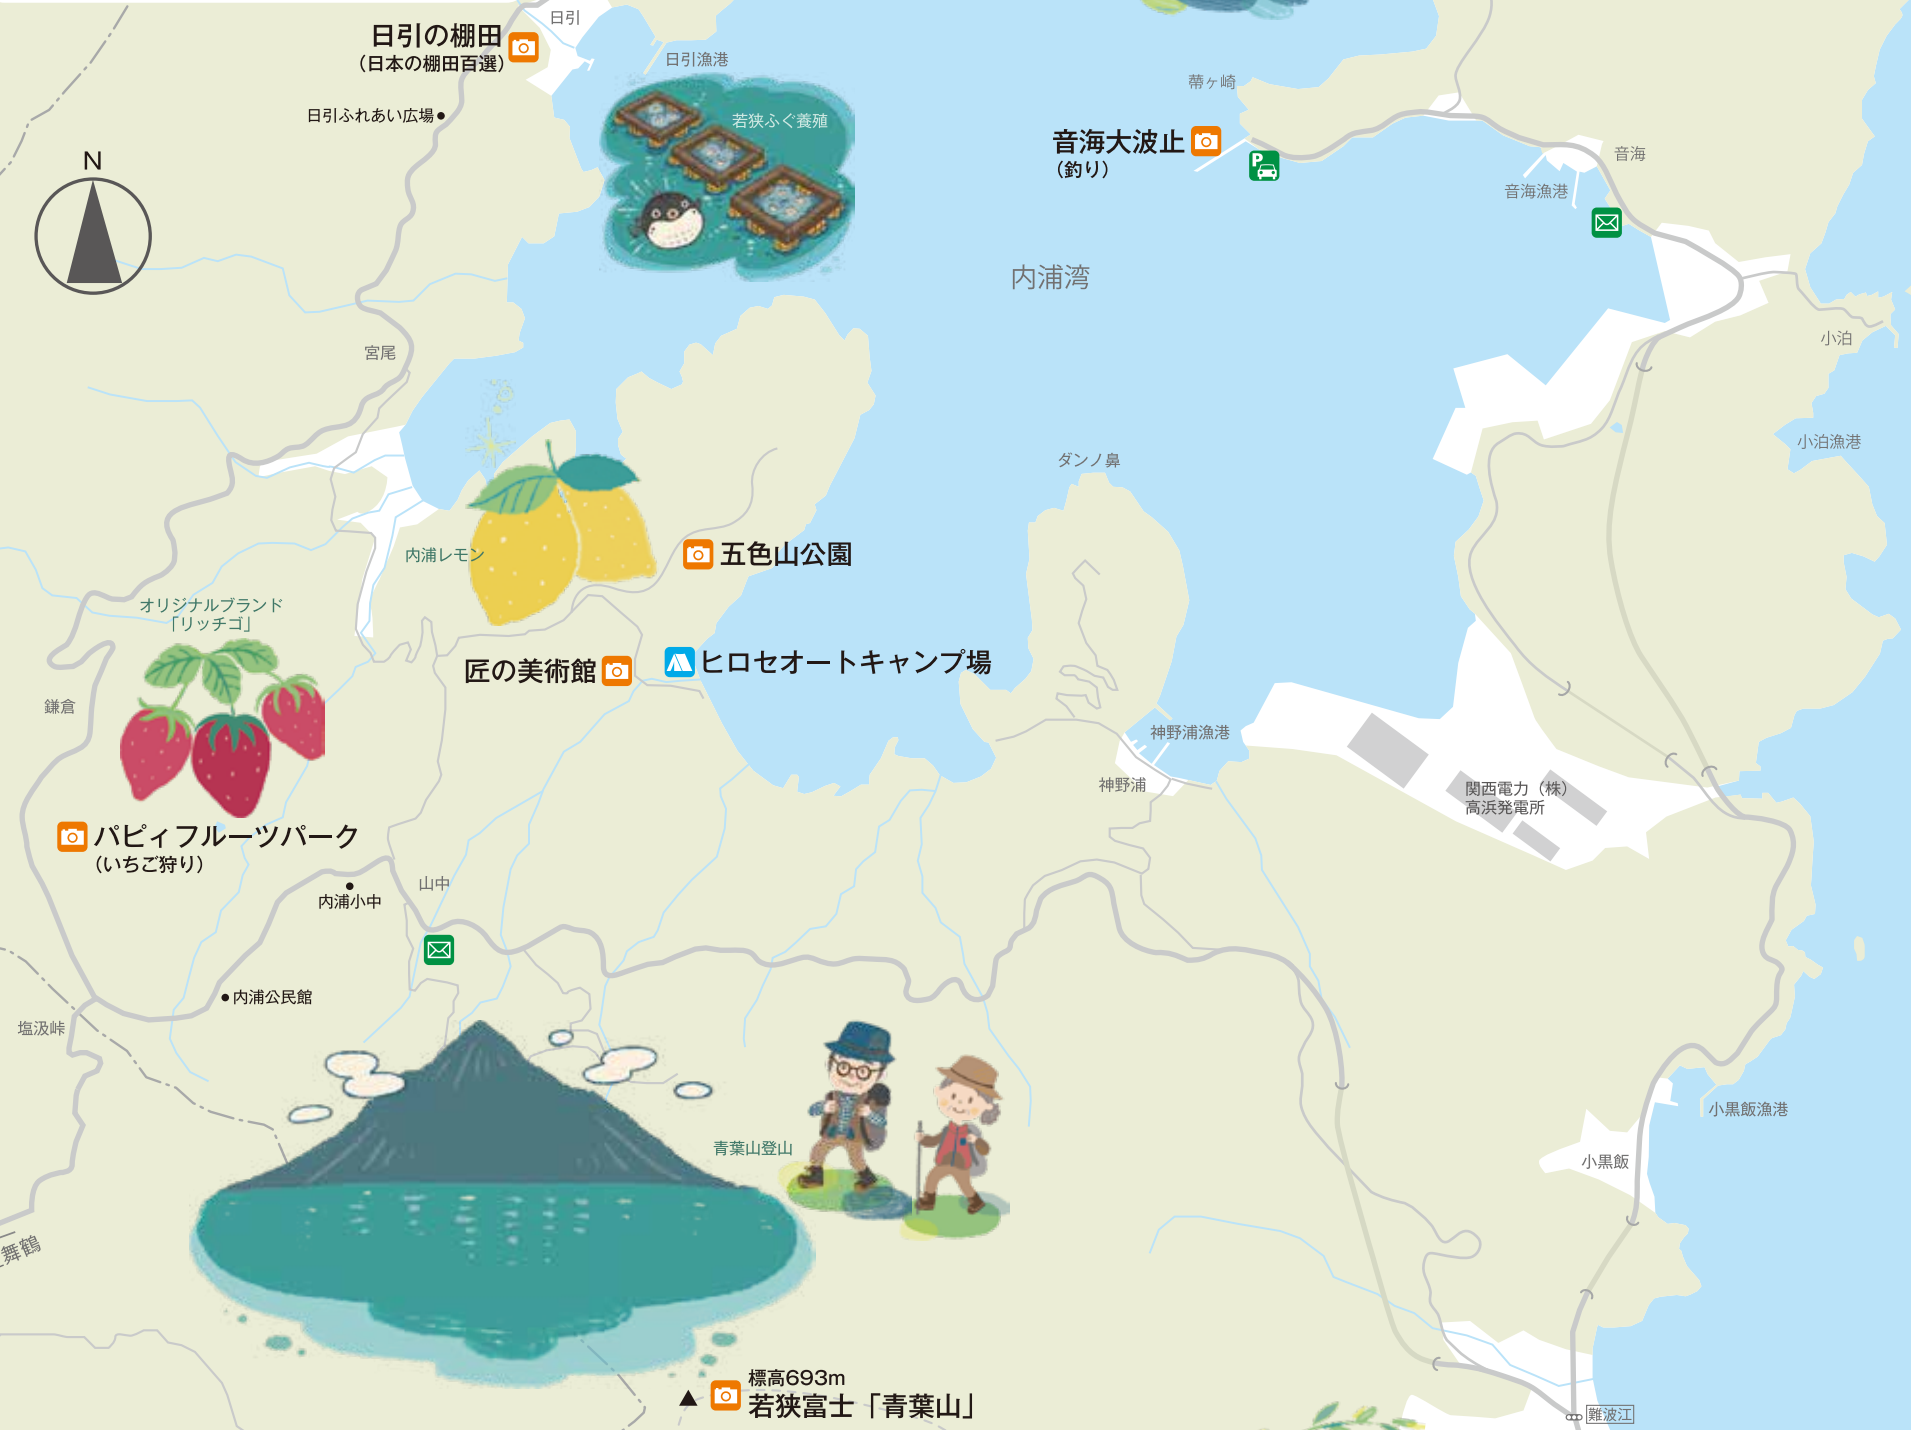 日引
日引の棚田
(日本の棚田百選)
日引漁港
日引ふれあい広場
若狭ふぐ養殖
N
音海大波止
(釣り)
音海
音海漁港
内浦湾
宮尾
小泊
小泊漁港
ダンノ鼻
内浦レモン
五色山公園
オリジナルブランド
「リッチゴ」
匠の美術館
ヒロセオートキャンプ場
鎌倉
神野浦漁港
神野浦
関西電力(株)
高浜発電所
パピィフルーツパーク
(いちご狩り)
山中
内浦小中
内浦公民館
塩汲峠
小黒飯漁港
青葉山登山
小黒飯
舞鶴
標高693m
若狭富士「青葉山」
難波江